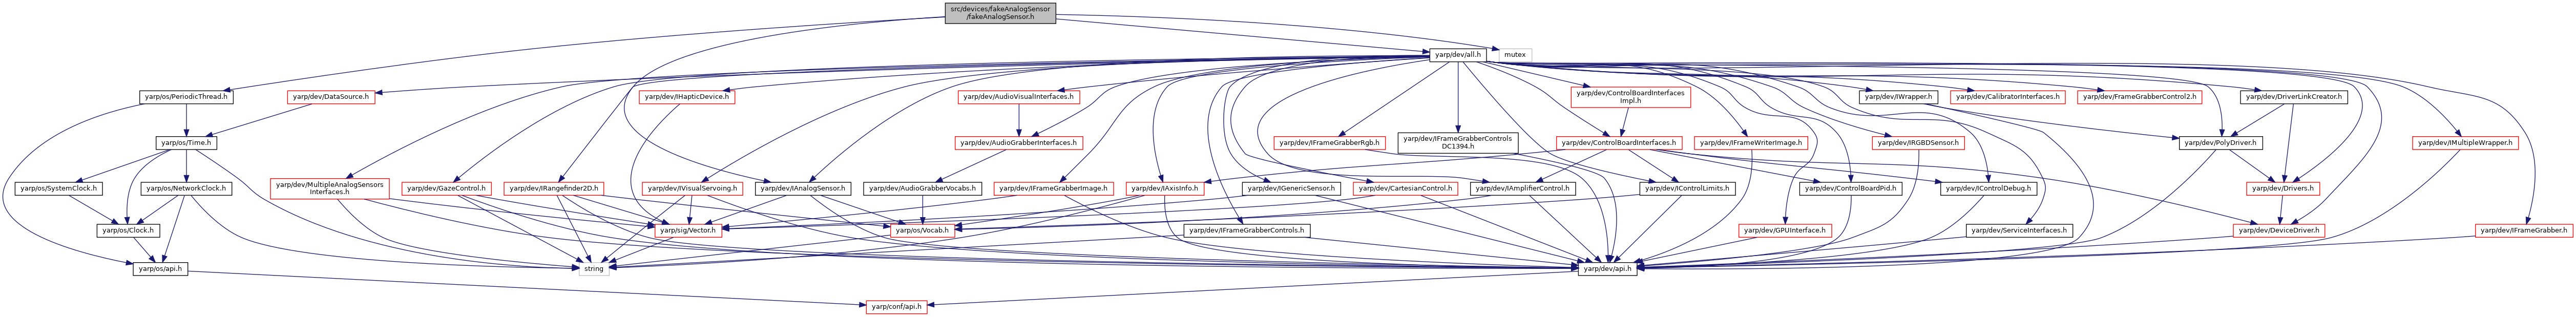 src/devices/fakeAnalogSensor
/fakeAnalogSensor.h
yarp/dev/all.h
mutex
yarp/os/PeriodicThread.h
yarp/dev/DataSource.h
yarp/dev/IHapticDevice.h
yarp/dev/AudioVisualInterfaces.h
yarp/dev/ControlBoardInterfaces
Impl.h
yarp/dev/IWrapper.h
yarp/dev/CalibratorInterfaces.h
yarp/dev/FrameGrabberControl2.h
yarp/dev/DriverLinkCreator.h
yarp/os/Time.h
yarp/dev/AudioGrabberInterfaces.h
yarp/dev/IFrameGrabberRgb.h
yarp/dev/IFrameGrabberControls
DC1394.h
yarp/dev/ControlBoardInterfaces.h
yarp/dev/IFrameWriterImage.h
yarp/dev/IRGBDSensor.h
yarp/dev/PolyDriver.h
yarp/dev/IMultipleWrapper.h
yarp/os/SystemClock.h
yarp/os/NetworkClock.h
yarp/dev/MultipleAnalogSensors
Interfaces.h
yarp/dev/GazeControl.h
yarp/dev/IRangefinder2D.h
yarp/dev/IVisualServoing.h
yarp/dev/IAnalogSensor.h
yarp/dev/AudioGrabberVocabs.h
yarp/dev/IFrameGrabberImage.h
yarp/dev/IAxisInfo.h
yarp/dev/IGenericSensor.h
yarp/dev/CartesianControl.h
yarp/dev/IAmplifierControl.h
yarp/dev/IControlLimits.h
yarp/dev/ControlBoardPid.h
yarp/dev/IControlDebug.h
yarp/dev/Drivers.h
yarp/os/Clock.h
yarp/sig/Vector.h
yarp/os/Vocab.h
yarp/dev/IFrameGrabberControls.h
yarp/dev/GPUInterface.h
yarp/dev/ServiceInterfaces.h
yarp/dev/DeviceDriver.h
yarp/dev/IFrameGrabber.h
yarp/os/api.h
string
yarp/dev/api.h
yarp/conf/api.h